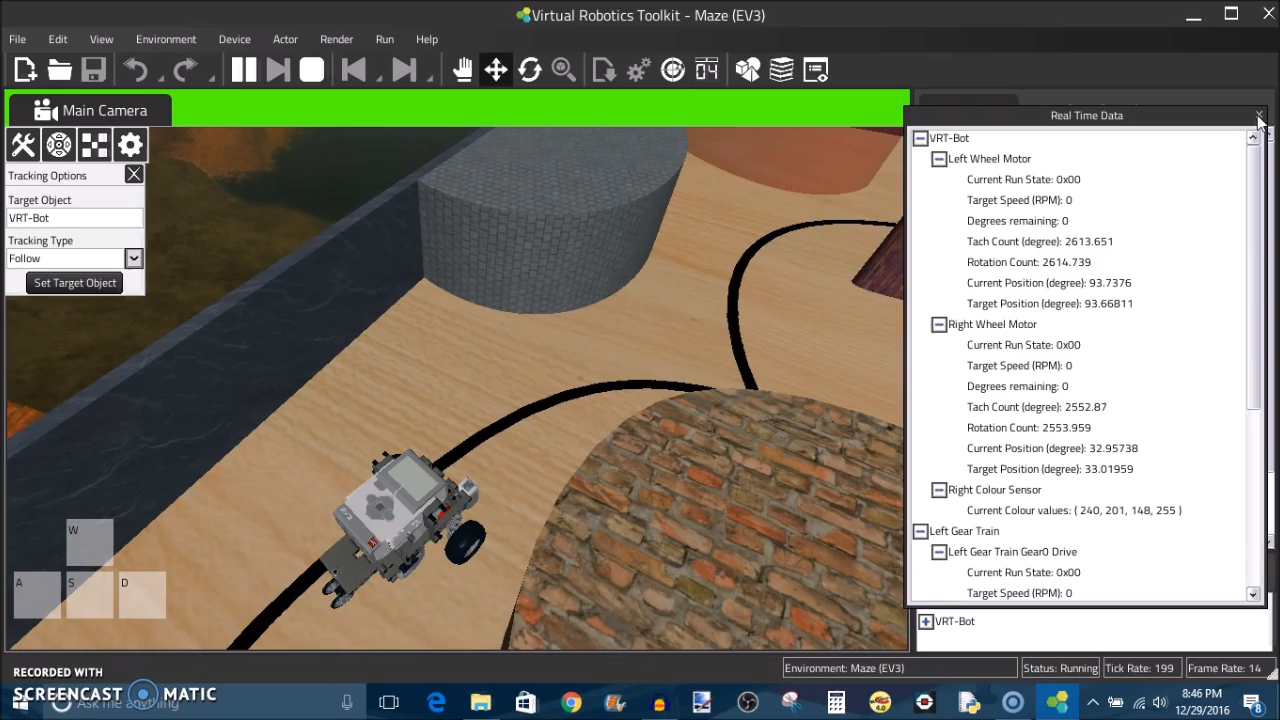 Virtual Robotics Toolkit - Maze (EV3)
File Edit View Environment Device Actor Render Run Help
Main Camera
Tracking Options
Target Object
VRT-Bot
Tracking Type
Follow
Set Target Object
W
A S D
Real Time Data
VRT-Bot
Left Wheel Motor
Current Run State: 0x00
Target Speed (RPM): 0
Degrees remaining: 0
Tach Count (degree): 2613.651
Rotation Count: 2614.739
Current Position (degree): 93.7376
Target Position (degree): 93.66811
Right Wheel Motor
Current Run State: 0x00
Target Speed (RPM): 0
Degrees remaining: 0
Tach Count (degree): 2552.87
Rotation Count: 2553.959
Current Position (degree): 32.95738
Target Position (degree): 33.01959
Right Colour Sensor
Current Colour values: ( 240, 201, 148, 255 )
Left Gear Train
Left Gear Train Gear0 Drive
Current Run State: 0x00
Target Speed (RPM): 0
VRT-Bot
Environment: Maze (EV3) Status: Running Tick Rate: 199 Frame Rate: 14
RECORDED WITH
SCREENCAST MATIC
Ask me anything
8:46 PM
12/29/2016